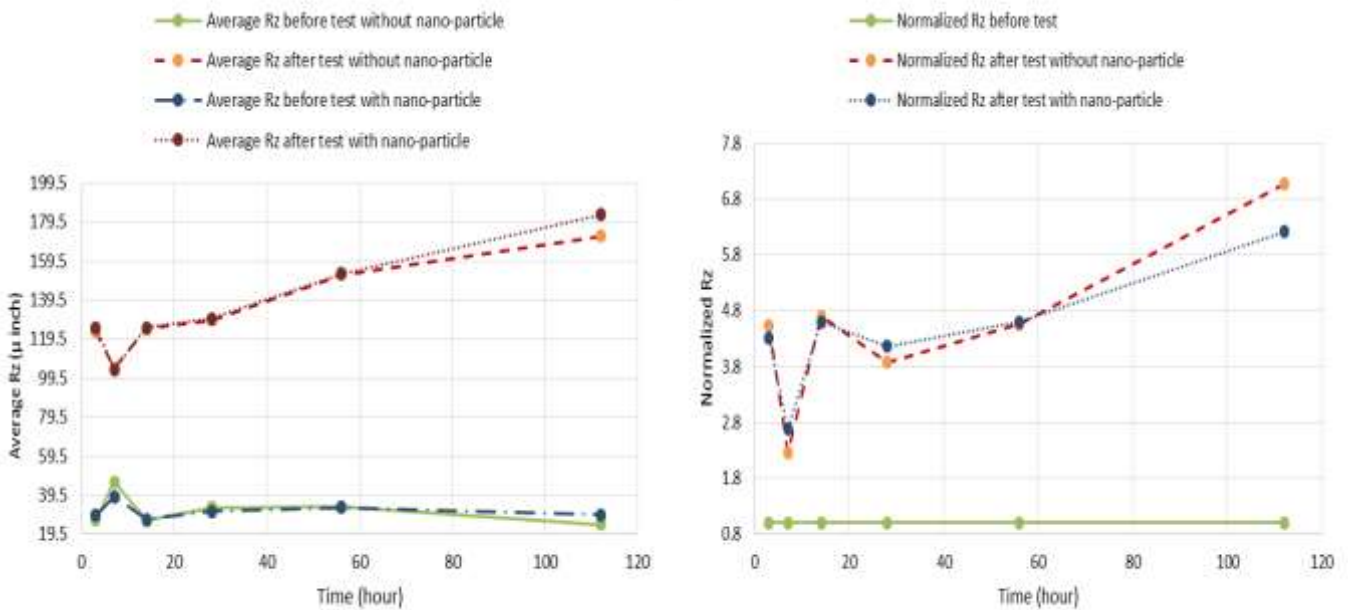 Average Rz before test without nano-particle
Average Rz after test without nano-particle
Average Rz before test with nano-particle
Average Rz after test with nano-particle
199.5
179.5
159.5
139.5
119.5
99.5
79.5
59.5
39.5
19.5
Average Rz (µ inch)
0 20 40 60 80 100 120
Time (hour)
Normalized Rz before test
Normalized Rz after test without nano-particle
Normalized Rz after test with nano-particle
7.8
6.8
5.8
4.8
3.8
2.8
1.8
0.8
Normalized Rz
0 20 40 60 80 100 120
Time (hour)